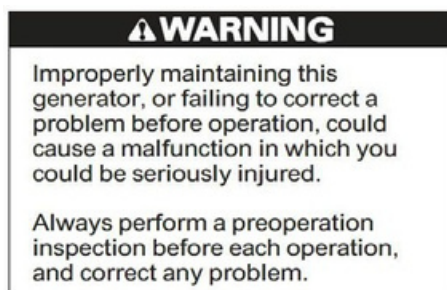 WARNING
Improperly maintaining this
generator, or failing to correct a
problem before operation, could
cause a malfunction in which you
could be seriously injured.
Always perform a preoperation
inspection before each operation,
and correct any problem.